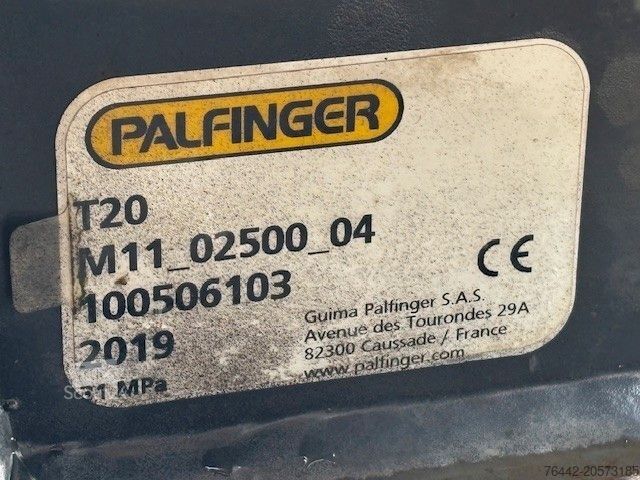 PALFINGER
T20
M11_02500_04
100506103
2019
31 MPa
CE
Guima Palfinger S.A.S.
Avenue des Tourondes 29A
82300 Caussade / France
www.palfinger.com
76442-20573185